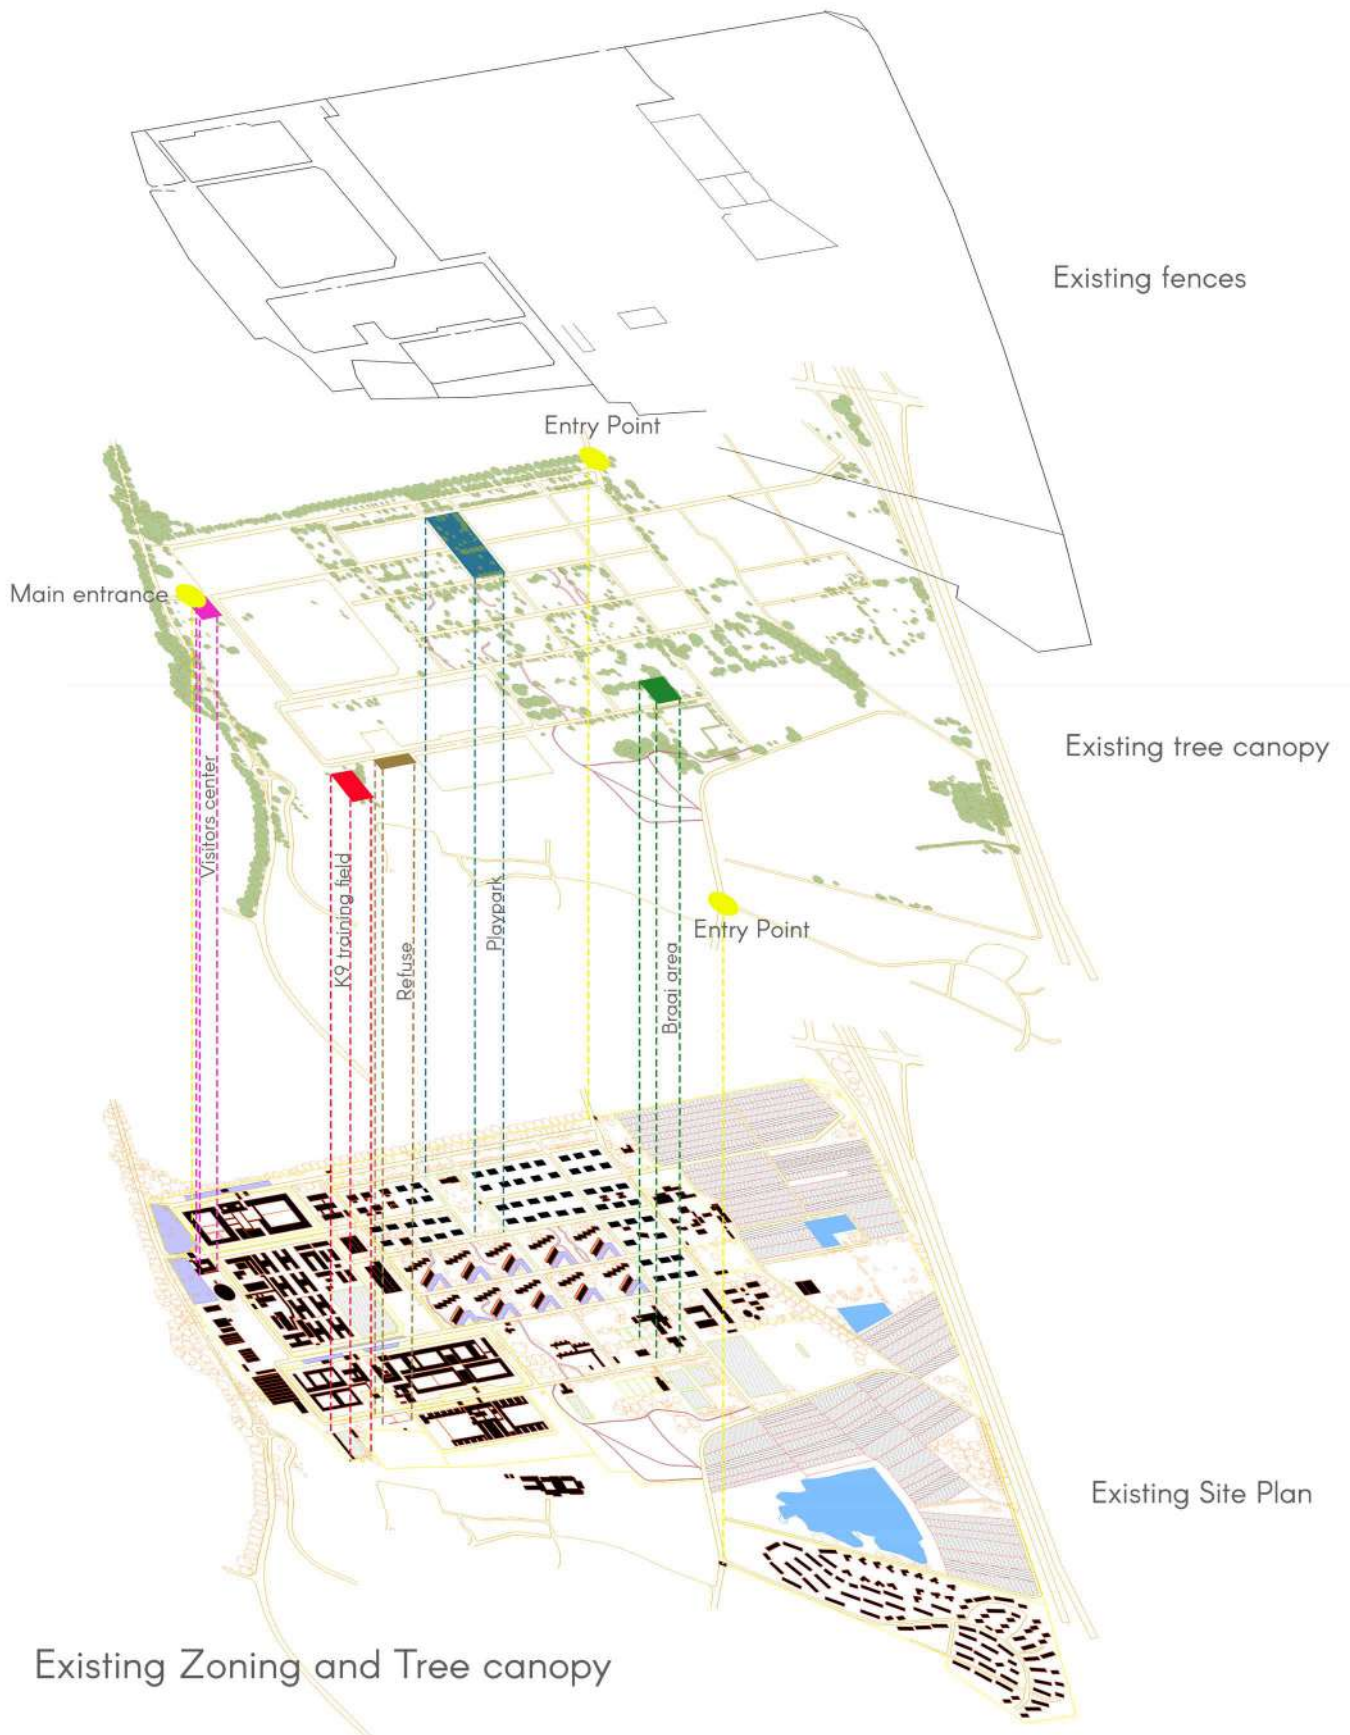 Existing fences
Entry Point
Main entrance
Existing tree canopy
Visitors center
K9 training field
Refuse
Playpark
Braai area
Entry Point
Existing Site Plan
Existing Zoning and Tree canopy